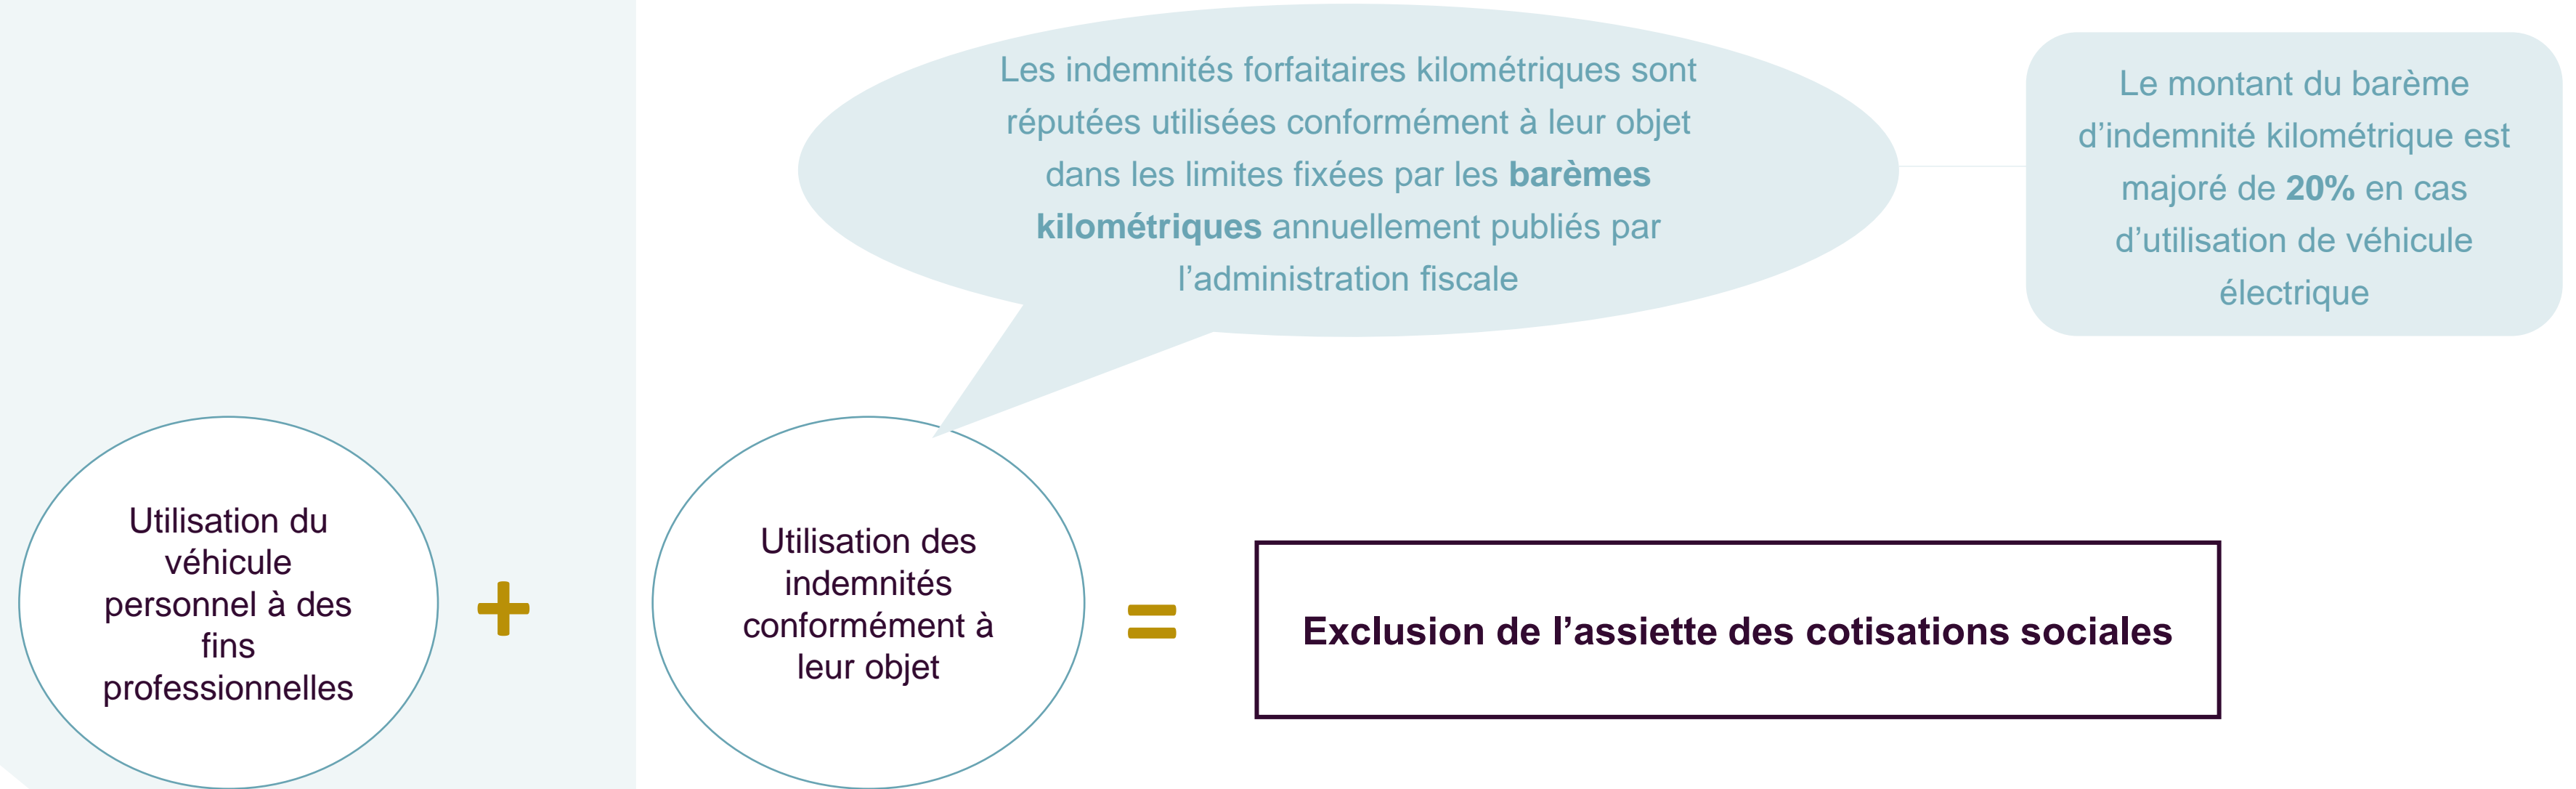 Les indemnités forfaitaires kilométriques sont
réputées utilisées conformément à leur objet
dans les limites fixées par les barèmes
kilométriques annuellement publiés par
l’administration fiscale
Le montant du barème
d’indemnité kilométrique est
majoré de 20% en cas
d’utilisation de véhicule
électrique
Utilisation du
véhicule
personnel à des
fins
professionnelles
+
Utilisation des
indemnités
conformément à
leur objet
=
Exclusion de l’assiette des cotisations sociales